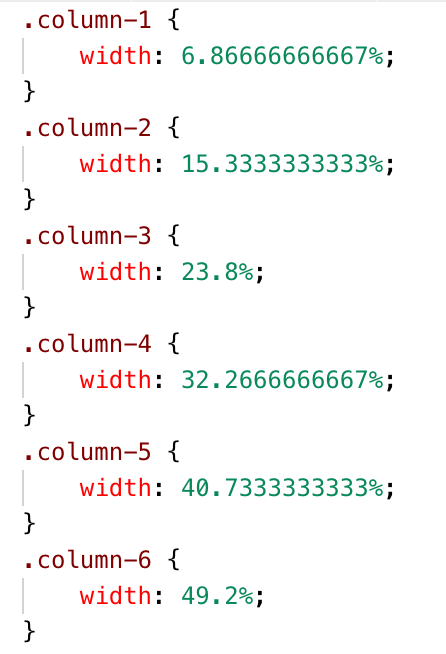 .column-1 {
    width: 6.86666666667%;
}
.column-2 {
    width: 15.3333333333%;
}
.column-3 {
    width: 23.8%;
}
.column-4 {
    width: 32.2666666667%;
}
.column-5 {
    width: 40.7333333333%;
}
.column-6 {
    width: 49.2%;
}